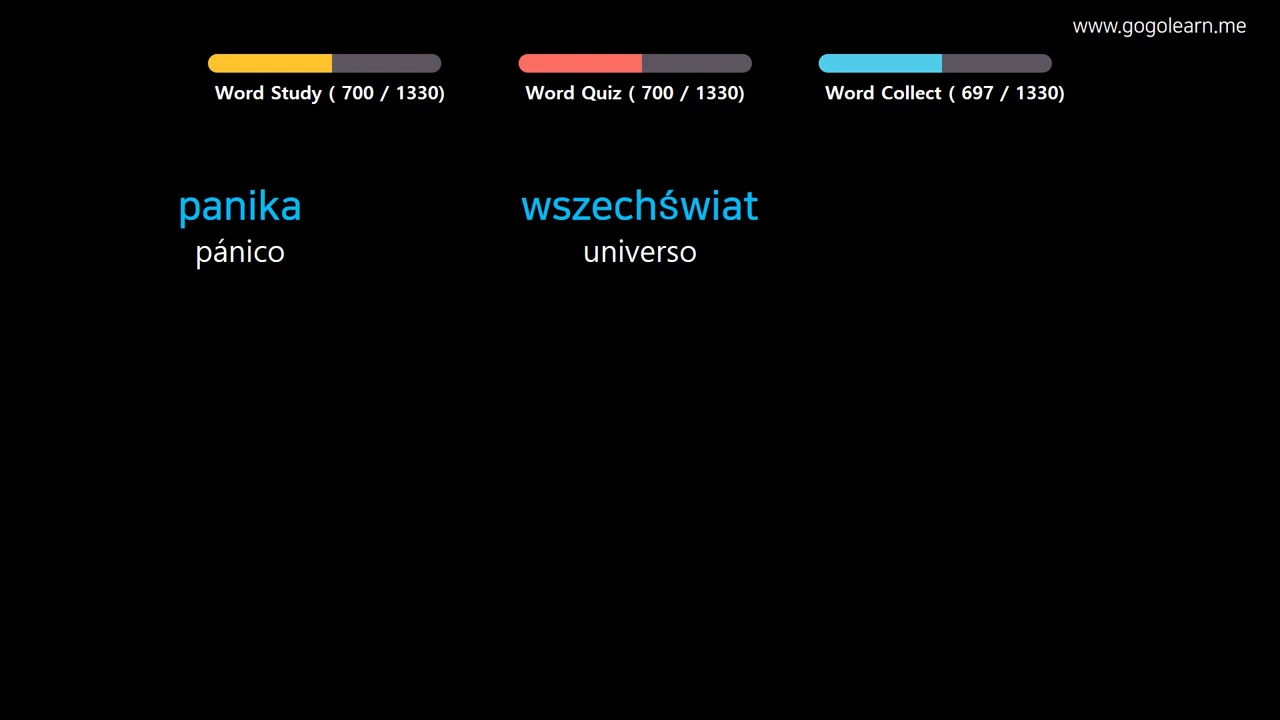 www.gogolearn.me
Word Study ( 700 / 1330)
Word Quiz ( 700 / 1330)
Word Collect ( 697 / 1330)
panika
pánico
wszechświat
universo